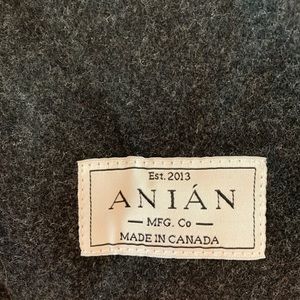 Est. 2013
ANIÁN
— MFG. Co —
MADE IN CANADA